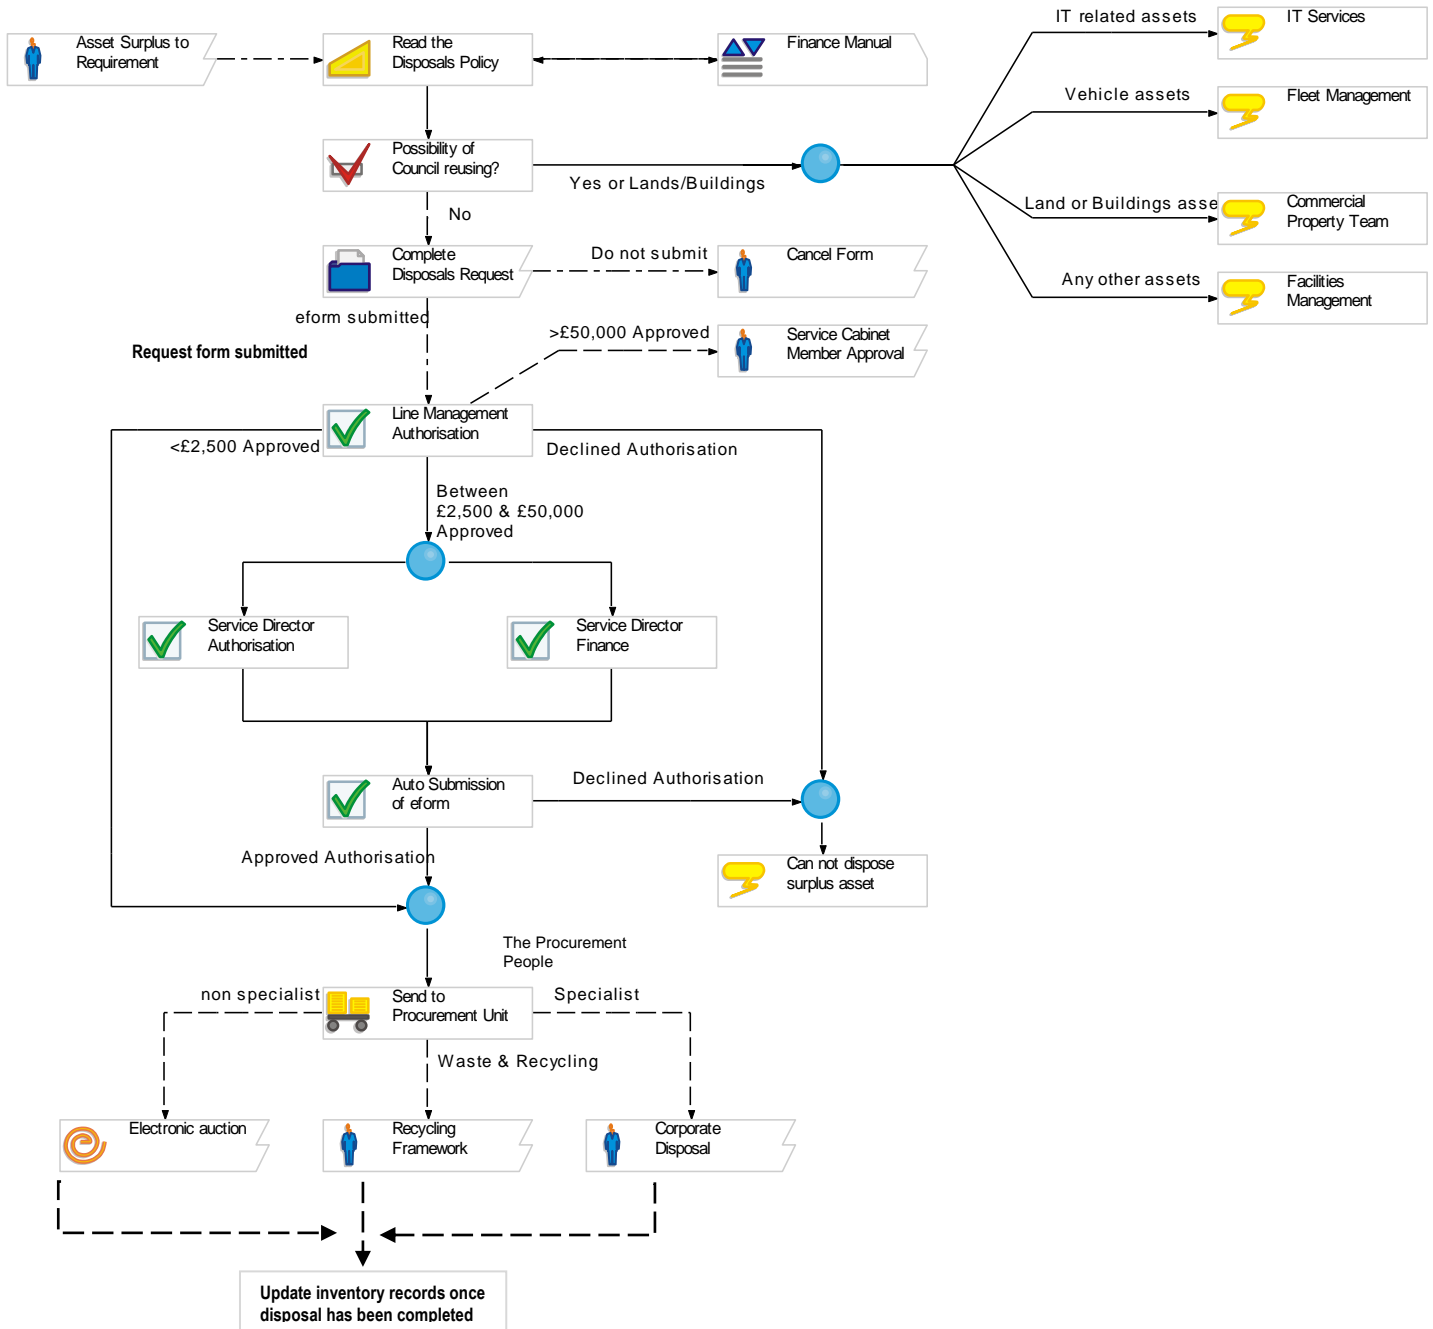 IT related assets
IT Services
Asset Surplus to
Requirement
Read the
Disposals Policy
Finance Manual
Vehicle assets
Fleet Management
Possibility of
Council reusing?
Yes or Lands/Buildings
No
Land or Buildings asse
Commercial
Property Team
Complete
Disposals Request
Do not submit
Cancel Form
Any other assets
Facilities
Management
eform submitted
Request form submitted
>£50,000 Approved
Service Cabinet
Member Approval
Line Management
Authorisation
<£2,500 Approved
Declined Authorisation
Between
£2,500 & £50,000
Approved
Service Director
Authorisation
Service Director
Finance
Auto Submission
of eform
Declined Authorisation
Approved Authorisation
Can not dispose
surplus asset
The Procurement
People
non specialist
Send to
Procurement Unit
Specialist
Waste & Recycling
Electronic auction
Recycling
Framework
Corporate
Disposal
Update inventory records once
disposal has been completed